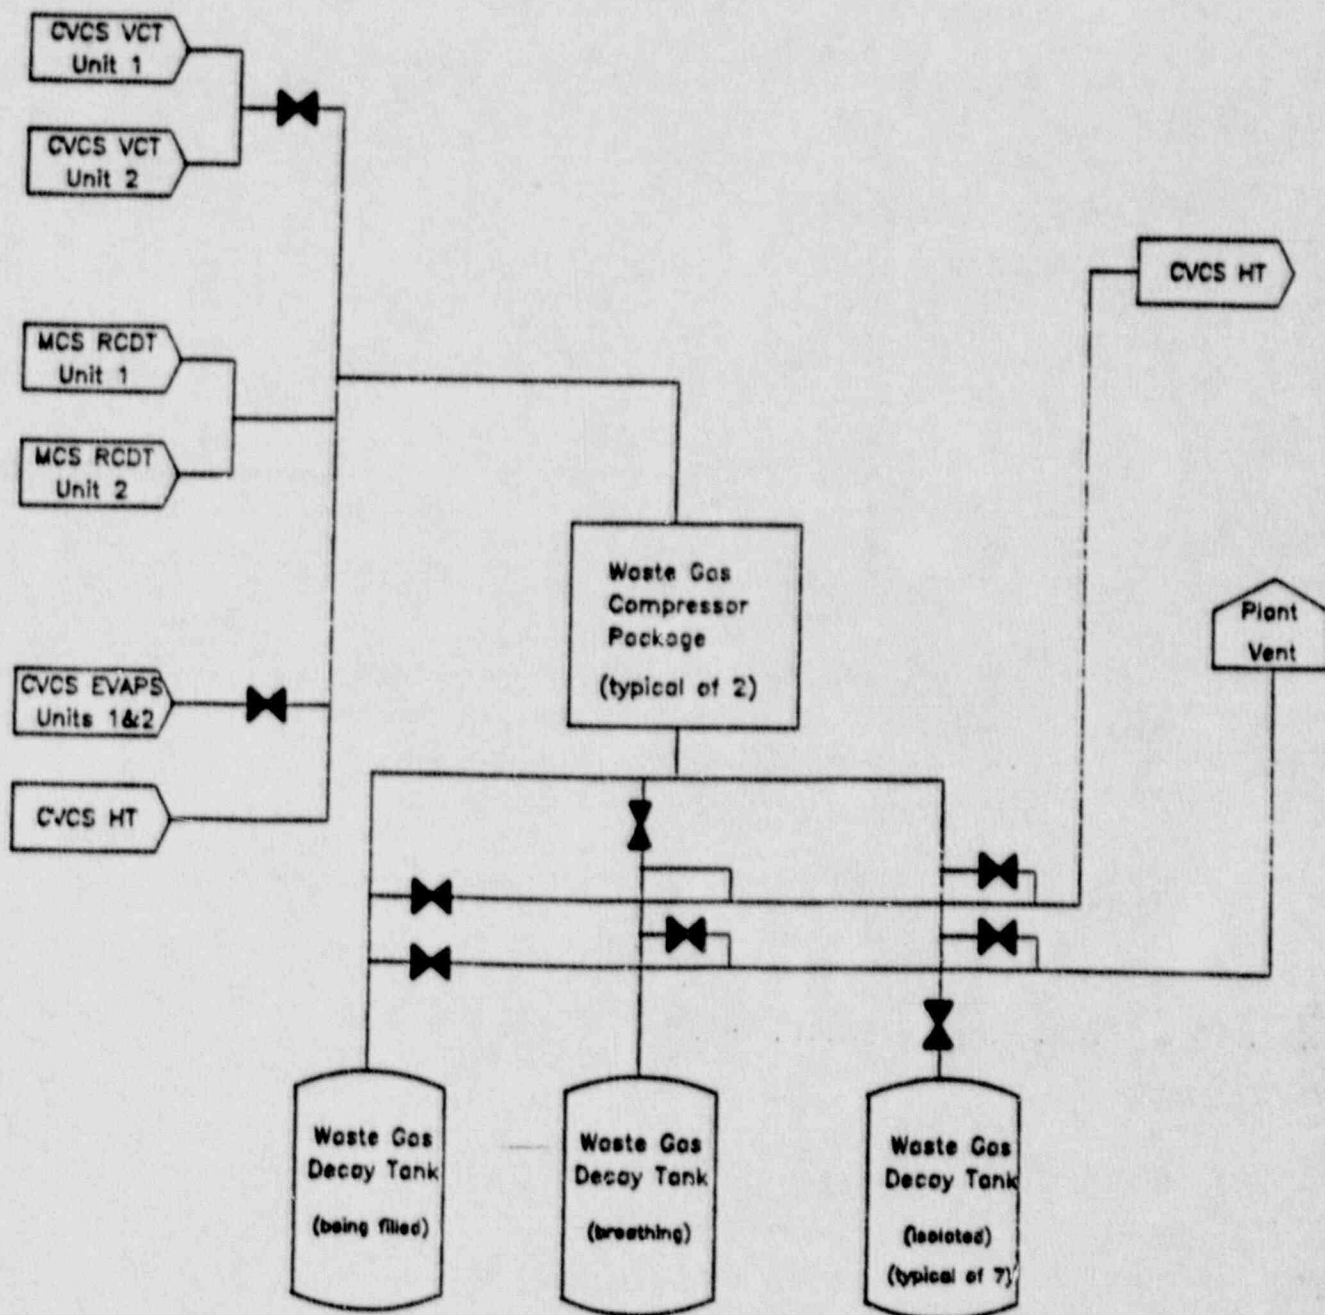 CVCS VCT
Unit 1
CVCS VCT
Unit 2
CVCS HT
MCS RCDT
Unit 1
MCS RCDT
Unit 2
Waste Gas
Compressor
Package
(typical of 2)
Plant
Vent
CVCS EVAPS
Units 1&2
CVCS HT
Waste Gas
Decay Tank
(being filled)
Waste Gas
Decay Tank
(breathing)
Waste Gas
Decay Tank
(isolated)
(typical of 7)